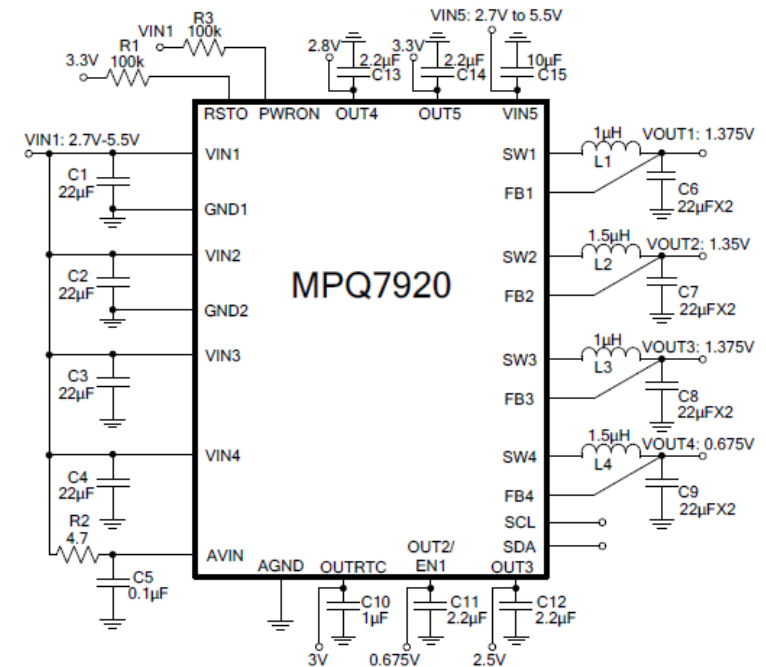 VIN5: 2.7V to 5.5V
VIN1
R3
100k
3.3V
R1
100k
2.8V
2.2µF
C13
3.3V
2.2µF
C14
10µF
C15
RSTO PWRON OUT4 OUT5 VIN5
VIN1: 2.7V-5.5V
VIN1
C1
22µF
GND1
VIN2
C2
22µF
GND2
VIN3
C3
22µF
VIN4
C4
22µF
R2
4.7
AVIN
C5
0.1µF
MPQ7920
SW1
1µH
L1
VOUT1: 1.375V
FB1
C6
22µFX2
SW2
1.5µH
L2
VOUT2: 1.35V
FB2
C7
22µFX2
SW3
1µH
L3
VOUT3: 1.375V
FB3
C8
22µFX2
SW4
1.5µH
L4
VOUT4: 0.675V
FB4
C9
22µFX2
SCL
SDA
AGND OUTRTC
OUT2/
EN1
OUT3
C10
1µF
3V
C11
2.2µF
0.675V
C12
2.2µF
2.5V